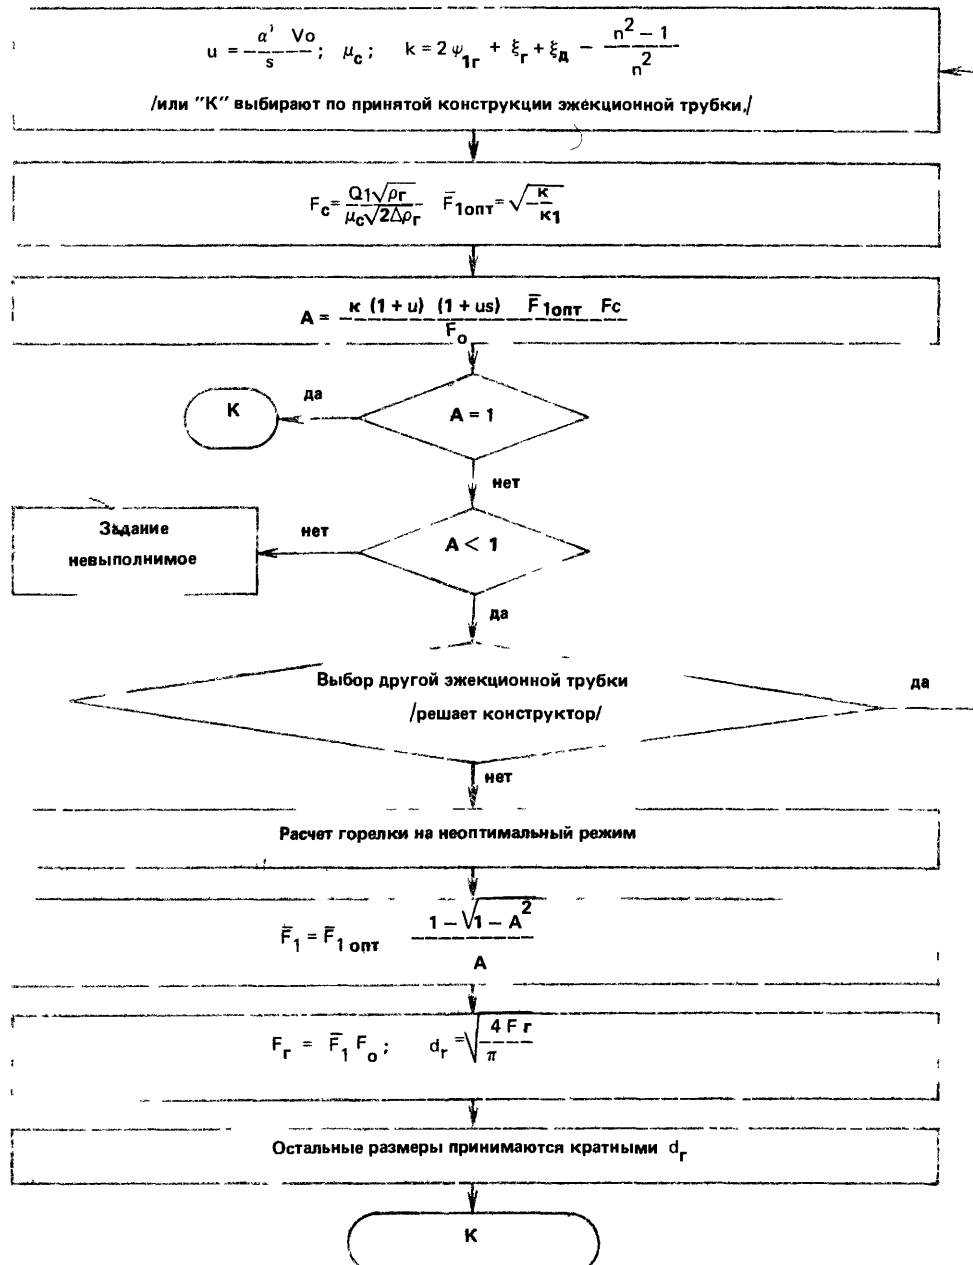 u = α' Vo / s ; μс ; k = 2 ψ1г + ξг + ξд − (n² − 1) / n²
/или "К" выбирают по принятой конструкции эжекционной трубки./
Fс = Q1√ρг / μс√2Δρг F̄1опт = √к / к1
A = к (1 + u) (1 + us) F̄1опт Fc / Fo
да
К
A = 1
нет
Задание
невыполнимое
нет
A < 1
да
Выбор другой эжекционной трубки
/решает конструктор/
да
нет
Расчет горелки на неоптимальный режим
F̄1 = F̄1 опт (1 − √1 − A²) / A
Fг = F̄1 Fo ; dг = √4 Fг / π
Остальные размеры принимаются кратными dг
К